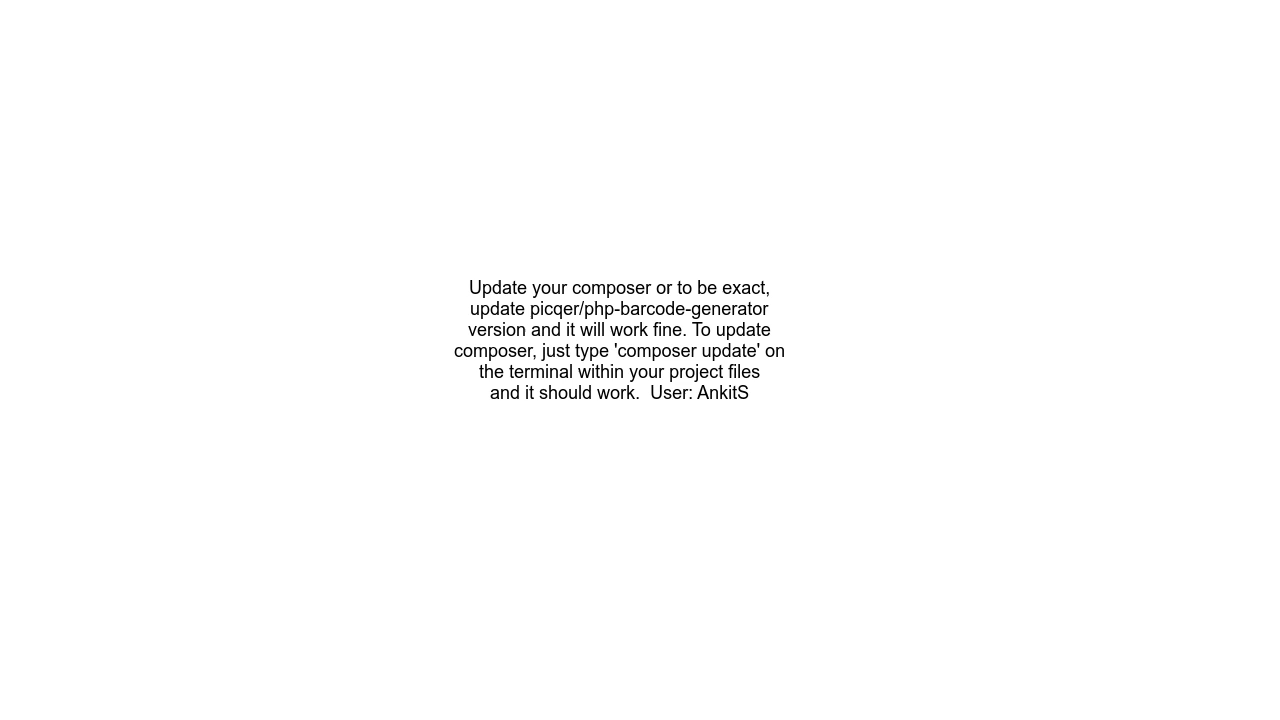 Update your composer or to be exact,
update picqer/php-barcode-generator
version and it will work fine. To update
composer, just type 'composer update' on
the terminal within your project files
and it should work.  User: AnkitS